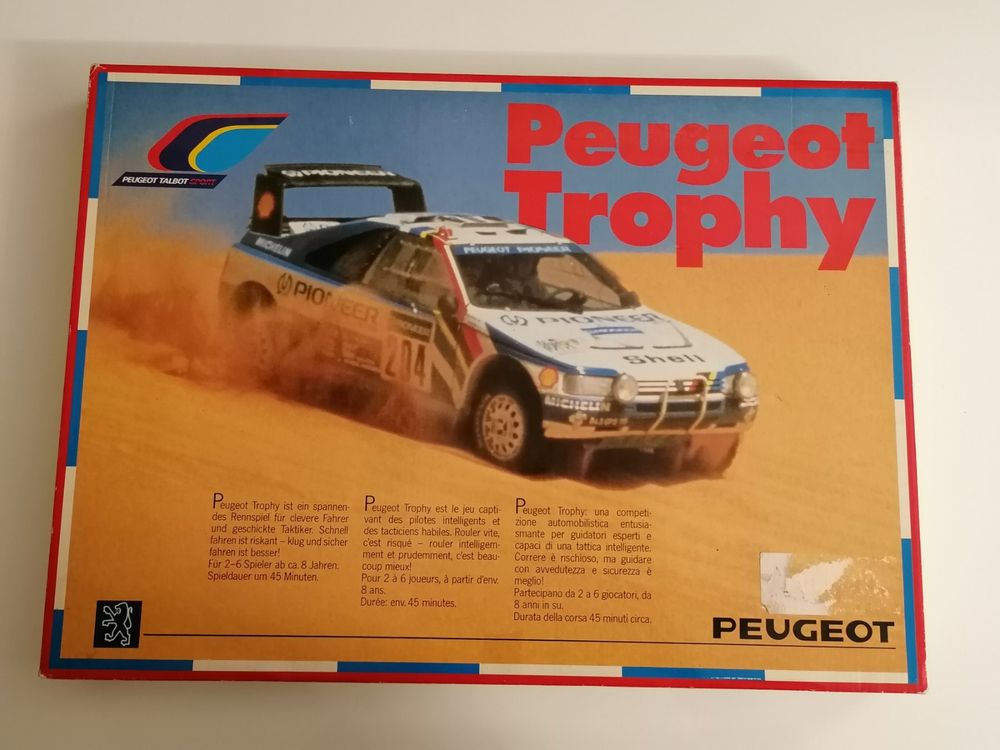 Peugeot
Trophy
PEUGEOT TALBOT SPORT
PIONEER
MICHELIN
PEUGEOT PIONEER
PIONEER
PIONEER
PIONEER
204
Shell
MICHELIN
Peugeot Trophy ist ein spannen-
des Rennspiel für clevere Fahrer
und geschickte Taktiker. Schnell
fahren ist riskant – klug und sicher
fahren ist besser!
Für 2–6 Spieler ab ca. 8 Jahren.
Spieldauer um 45 Minuten.
Peugeot Trophy est le jeu capti-
vant des pilotes intelligents et
des tacticiens habiles. Rouler vite,
c'est risqué – rouler intelligem-
ment et prudemment, c'est beau-
coup mieux!
Pour 2 à 6 joueurs, à partir d'env.
8 ans.
Durée: env. 45 minutes.
Peugeot Trophy: una competi-
zione automobilistica entusia-
smante per guidatori esperti e
capaci di una tattica intelligente.
Correre è rischioso, ma guidare
con avvedutezza e sicurezza è
meglio!
Partecipano da 2 a 6 giocatori, da
8 anni in su.
Durata della corsa 45 minuti circa.
PEUGEOT